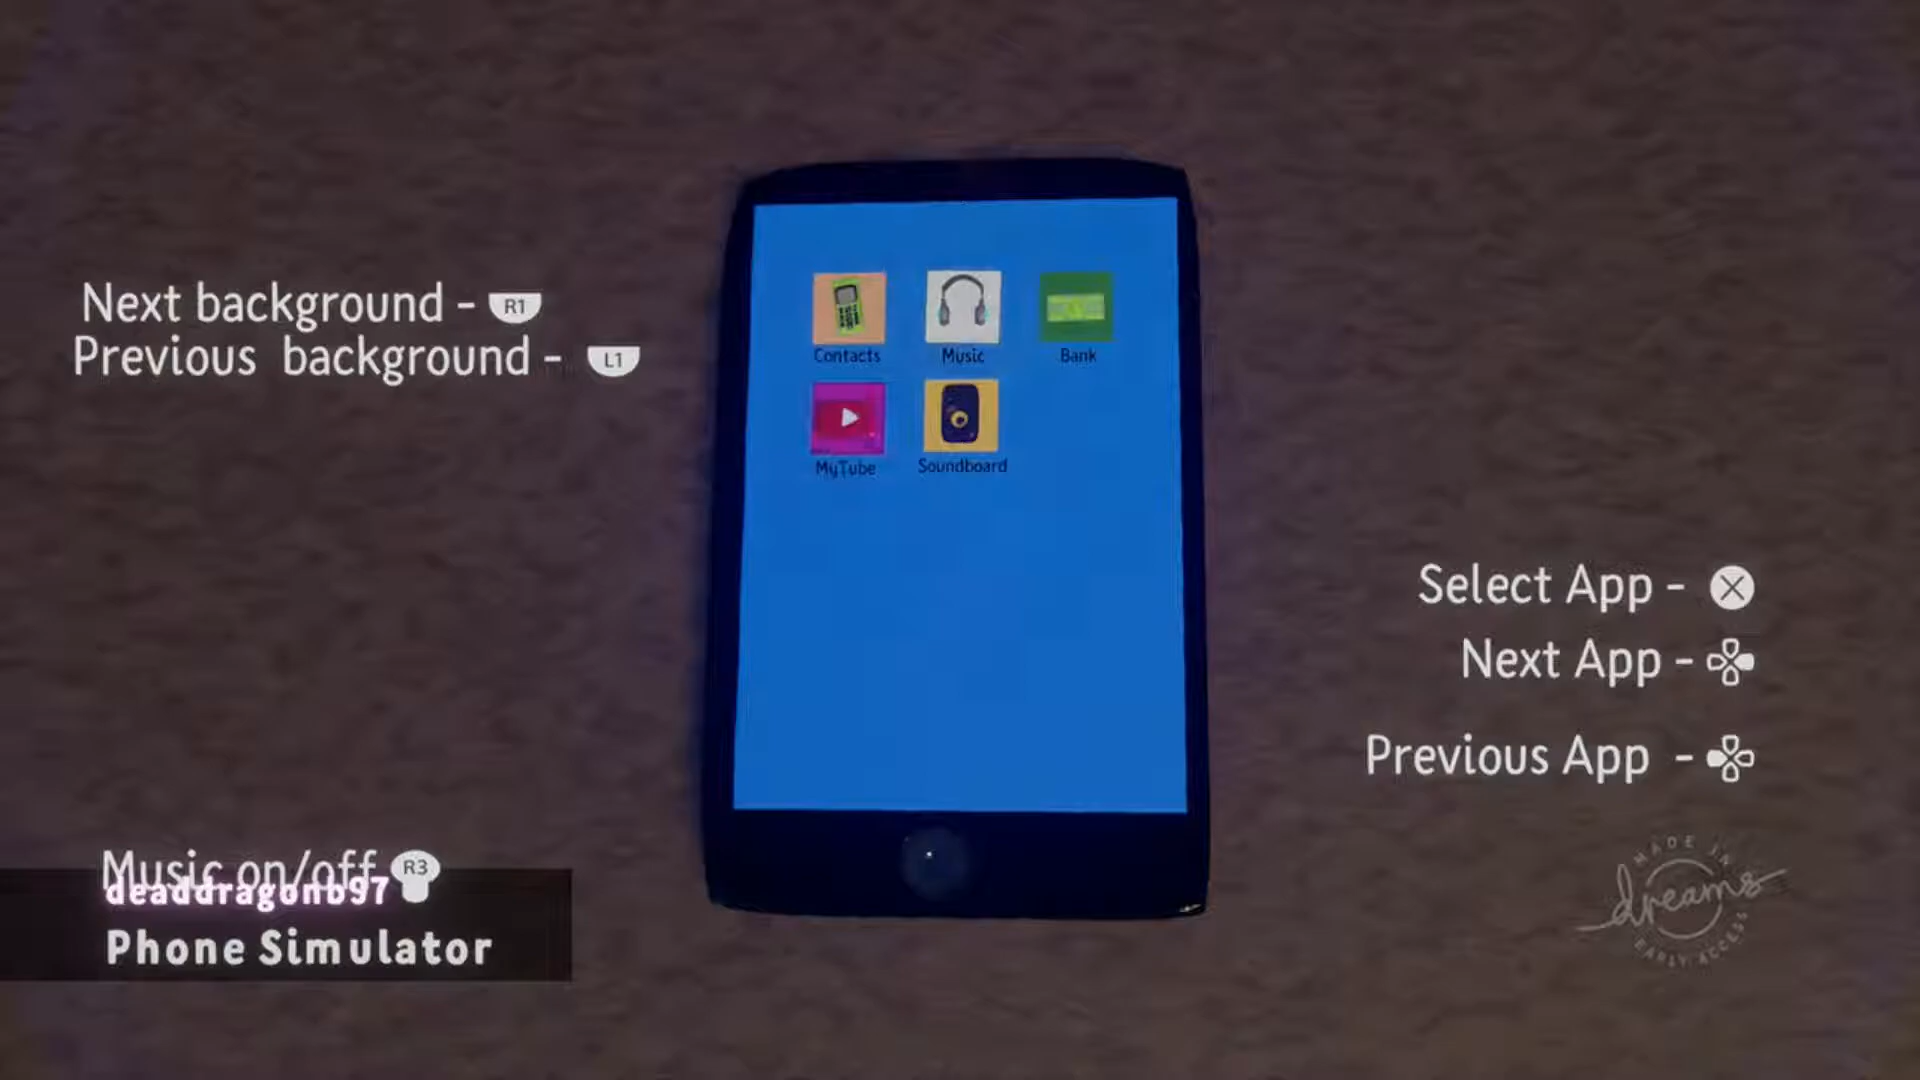 Next background - R1
Previous background - L1
Contacts
Music
Bank
MyTube
Soundboard
Select App -
Next App -
Previous App -
Music on/off R3
deaddragonb97
Phone Simulator
MADE IN
dreams
EARLY ACCESS